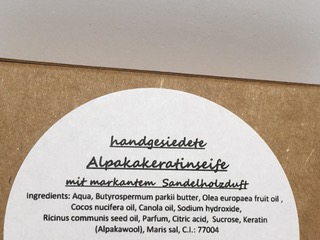 handgesiedete
Alpakakeratinseife
mit markantem Sandelholzduft
Ingredients: Aqua, Butyrospermum parkii butter, Olea europaea fruit oil ,
Cocos nucifera oil, Canola oil, Sodium hydroxide,
Ricinus communis seed oil, Parfum, Citric acid, Sucrose, Keratin
(Alpakawool), Maris sal, C.I.: 77004